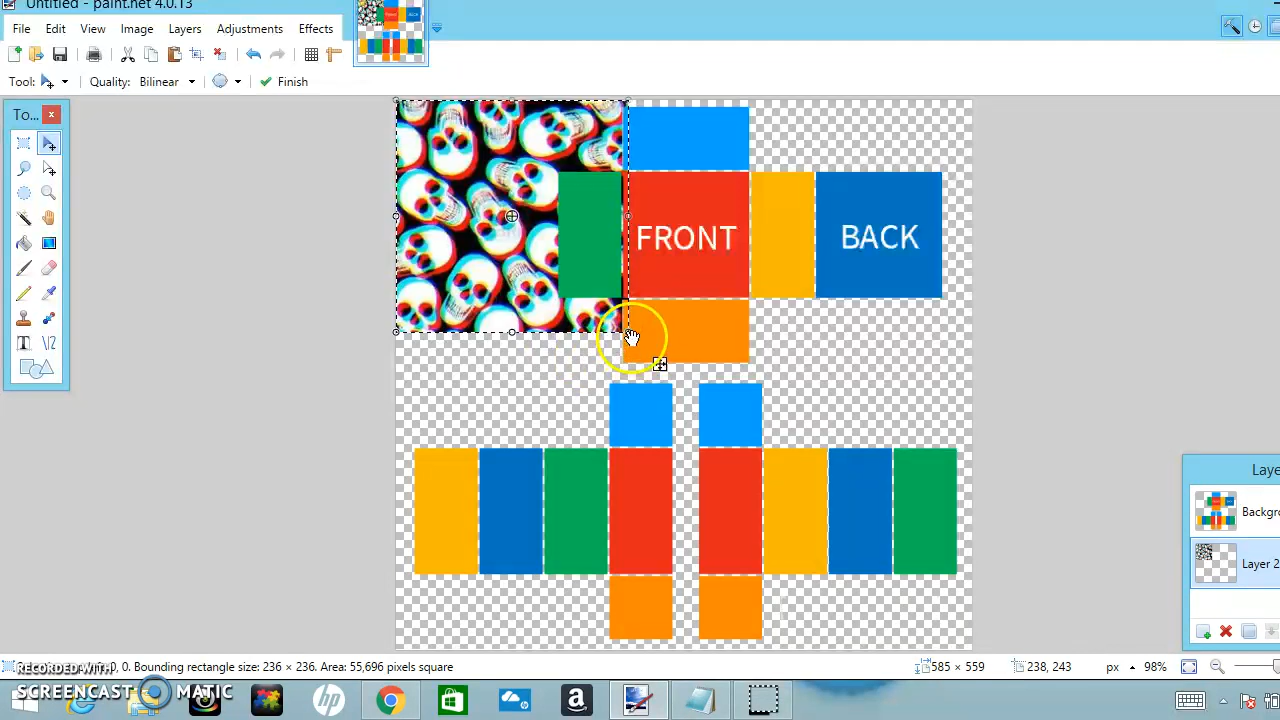 Untitled - paint.net 4.0.13
File Edit View Image Layers Adjustments Effects
Tool: Quality: Bilinear Finish
To...
FRONT
BACK
Laye
Backgro
Layer 2
0, 0. Bounding rectangle size: 236 × 236. Area: 55,696 pixels square
585 × 559
238, 243
px
98%
RECORDED WITH
SCREENCAST MATIC
hp
a